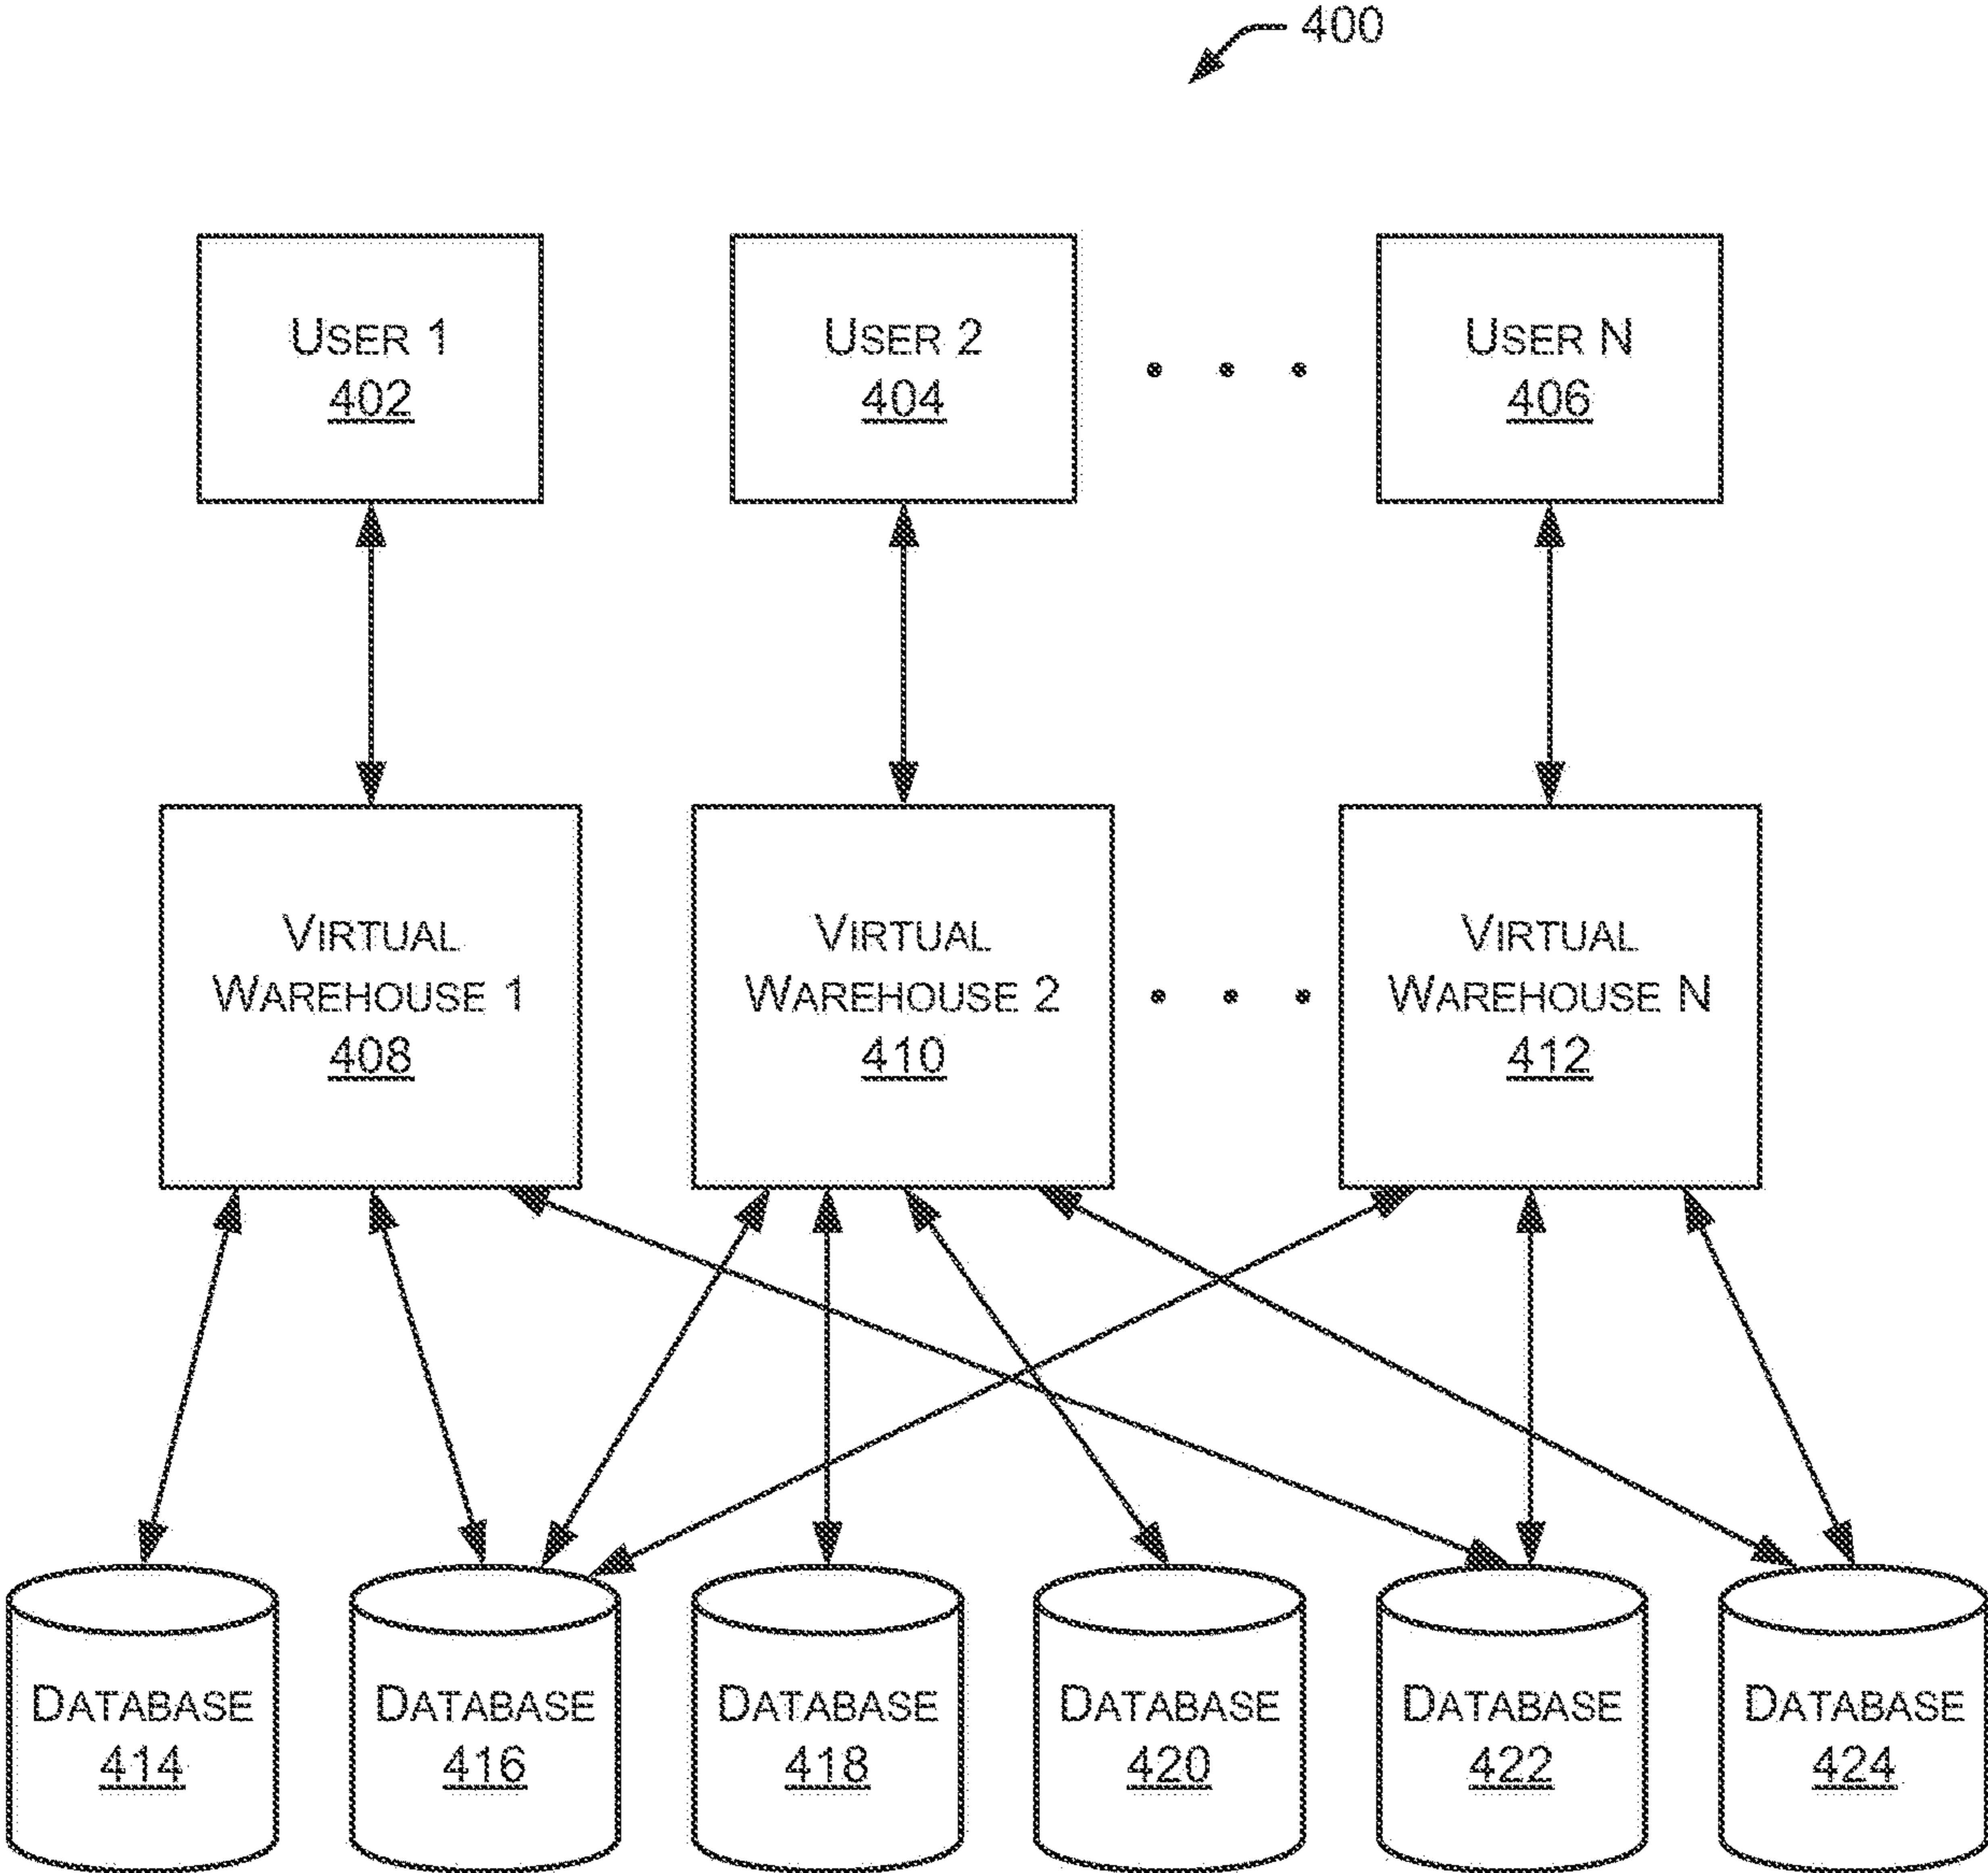 400
USER 1
402
USER 2
404
USER N
406
VIRTUAL
WAREHOUSE 1
408
VIRTUAL
WAREHOUSE 2
410
VIRTUAL
WAREHOUSE N
412
DATABASE
414
DATABASE
416
DATABASE
418
DATABASE
420
DATABASE
422
DATABASE
424